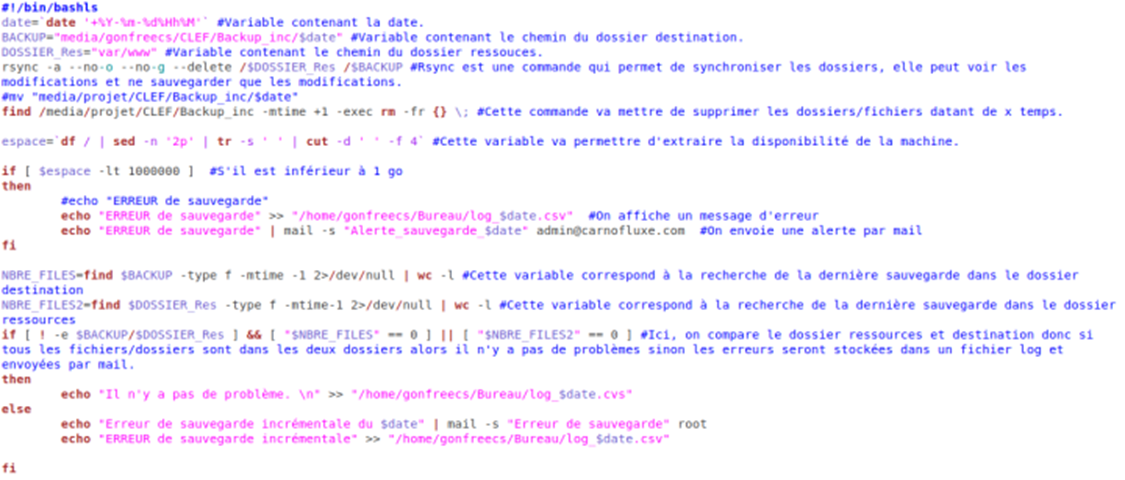 #!/bin/bashls
date=`date '+%Y-%m-%d%Hh%M'` #Variable contenant la date.
BACKUP="media/gonfreecs/CLEF/Backup_inc/$date" #Variable contenant le chemin du dossier destination.
DOSSIER_Res="var/www" #Variable contenant le chemin du dossier ressouces.
rsync -a --no-o --no-g --delete /$DOSSIER_Res /$BACKUP #Rsync est une commande qui permet de synchroniser les dossiers, elle peut voir les
modifications et ne sauvegarder que les modifications.
#mv "media/projet/CLEF/Backup_inc/$date"
find /media/projet/CLEF/Backup_inc -mtime +1 -exec rm -fr {} \; #Cette commande va mettre de supprimer les dossiers/fichiers datant de x temps.
espace=`df / | sed -n '2p' | tr -s ' ' | cut -d ' ' -f 4` #Cette variable va permettre d'extraire la disponibilité de la machine.
if [ $espace -lt 1000000 ]  #S'il est inférieur à 1 go
then
#echo "ERREUR de sauvegarde"
echo "ERREUR de sauvegarde" >> "/home/gonfreecs/Bureau/log_$date.csv"  #On affiche un message d'erreur
echo "ERREUR de sauvegarde" | mail -s "Alerte_sauvegarde_$date" admin@carnofluxe.com  #On envoie une alerte par mail
fi
NBRE_FILES=find $BACKUP -type f -mtime -1 2>/dev/null | wc -l #Cette variable correspond à la recherche de la dernière sauvegarde dans le dossier
destination
NBRE_FILES2=find $DOSSIER_Res -type f -mtime-1 2>/dev/null | wc -l #Cette variable correspond à la recherche de la dernière sauvegarde dans le dossier
ressources
if [ ! -e $BACKUP/$DOSSIER_Res ] && [ "$NBRE_FILES" == 0 ] || [ "$NBRE_FILES2" == 0 ] #Ici, on compare le dossier ressources et destination donc si
tous les fichiers/dossiers sont dans les deux dossiers alors il n'y a pas de problèmes sinon les erreurs seront stockées dans un fichier log et
envoyées par mail.
then
echo "Il n'y a pas de problème. \n" >> "/home/gonfreecs/Bureau/log_$date.cvs"
else
echo "Erreur de sauvegarde incrémentale du $date" | mail -s "Erreur de sauvegarde" root
echo "ERREUR de sauvegarde incrémentale" >> "/home/gonfreecs/Bureau/log_$date.csv"
fi